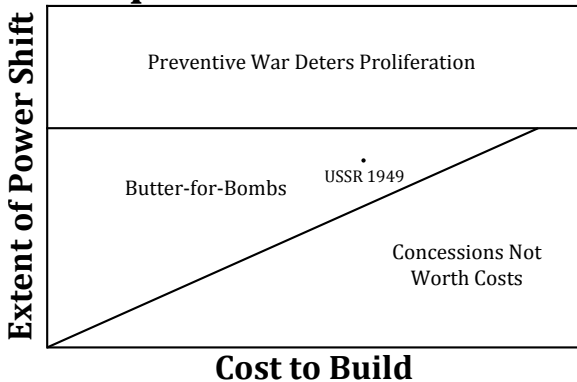 Preventive War Deters Proliferation
Extent of Power Shift
USSR 1949
Butter-for-Bombs
Concessions Not
Worth Costs
Cost to Build